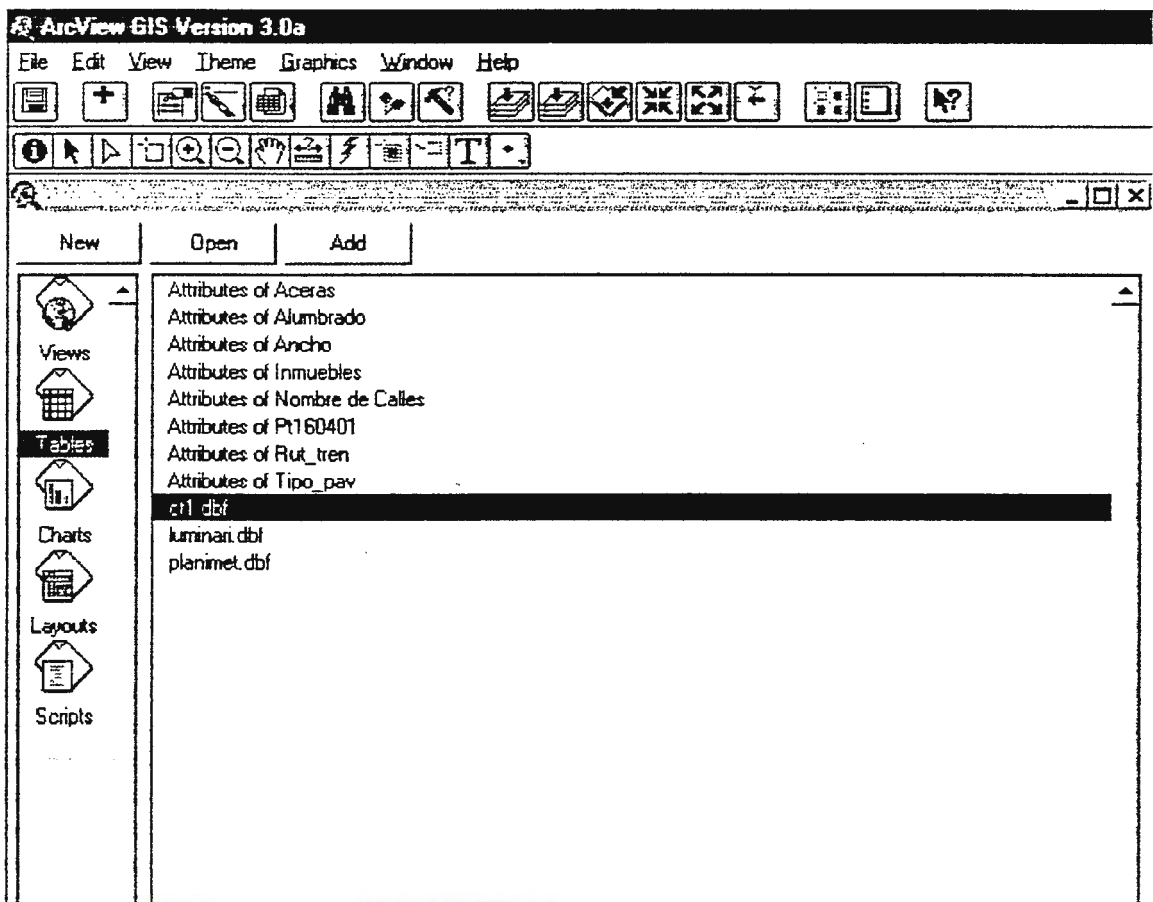 ArcView GIS Version 3.0a
File Edit View Theme Graphics Window Help
New Open Add
Attributes of Aceras
Attributes of Alumbrado
Attributes of Ancho
Attributes of Inmuebles
Attributes of Nombre de Calles
Attributes of Pt160401
Attributes of Rut_tren
Attributes of Tipo_pav
ct1.dbf
luminari.dbf
planimet.dbf
Views
Tables
Charts
Layouts
Scripts